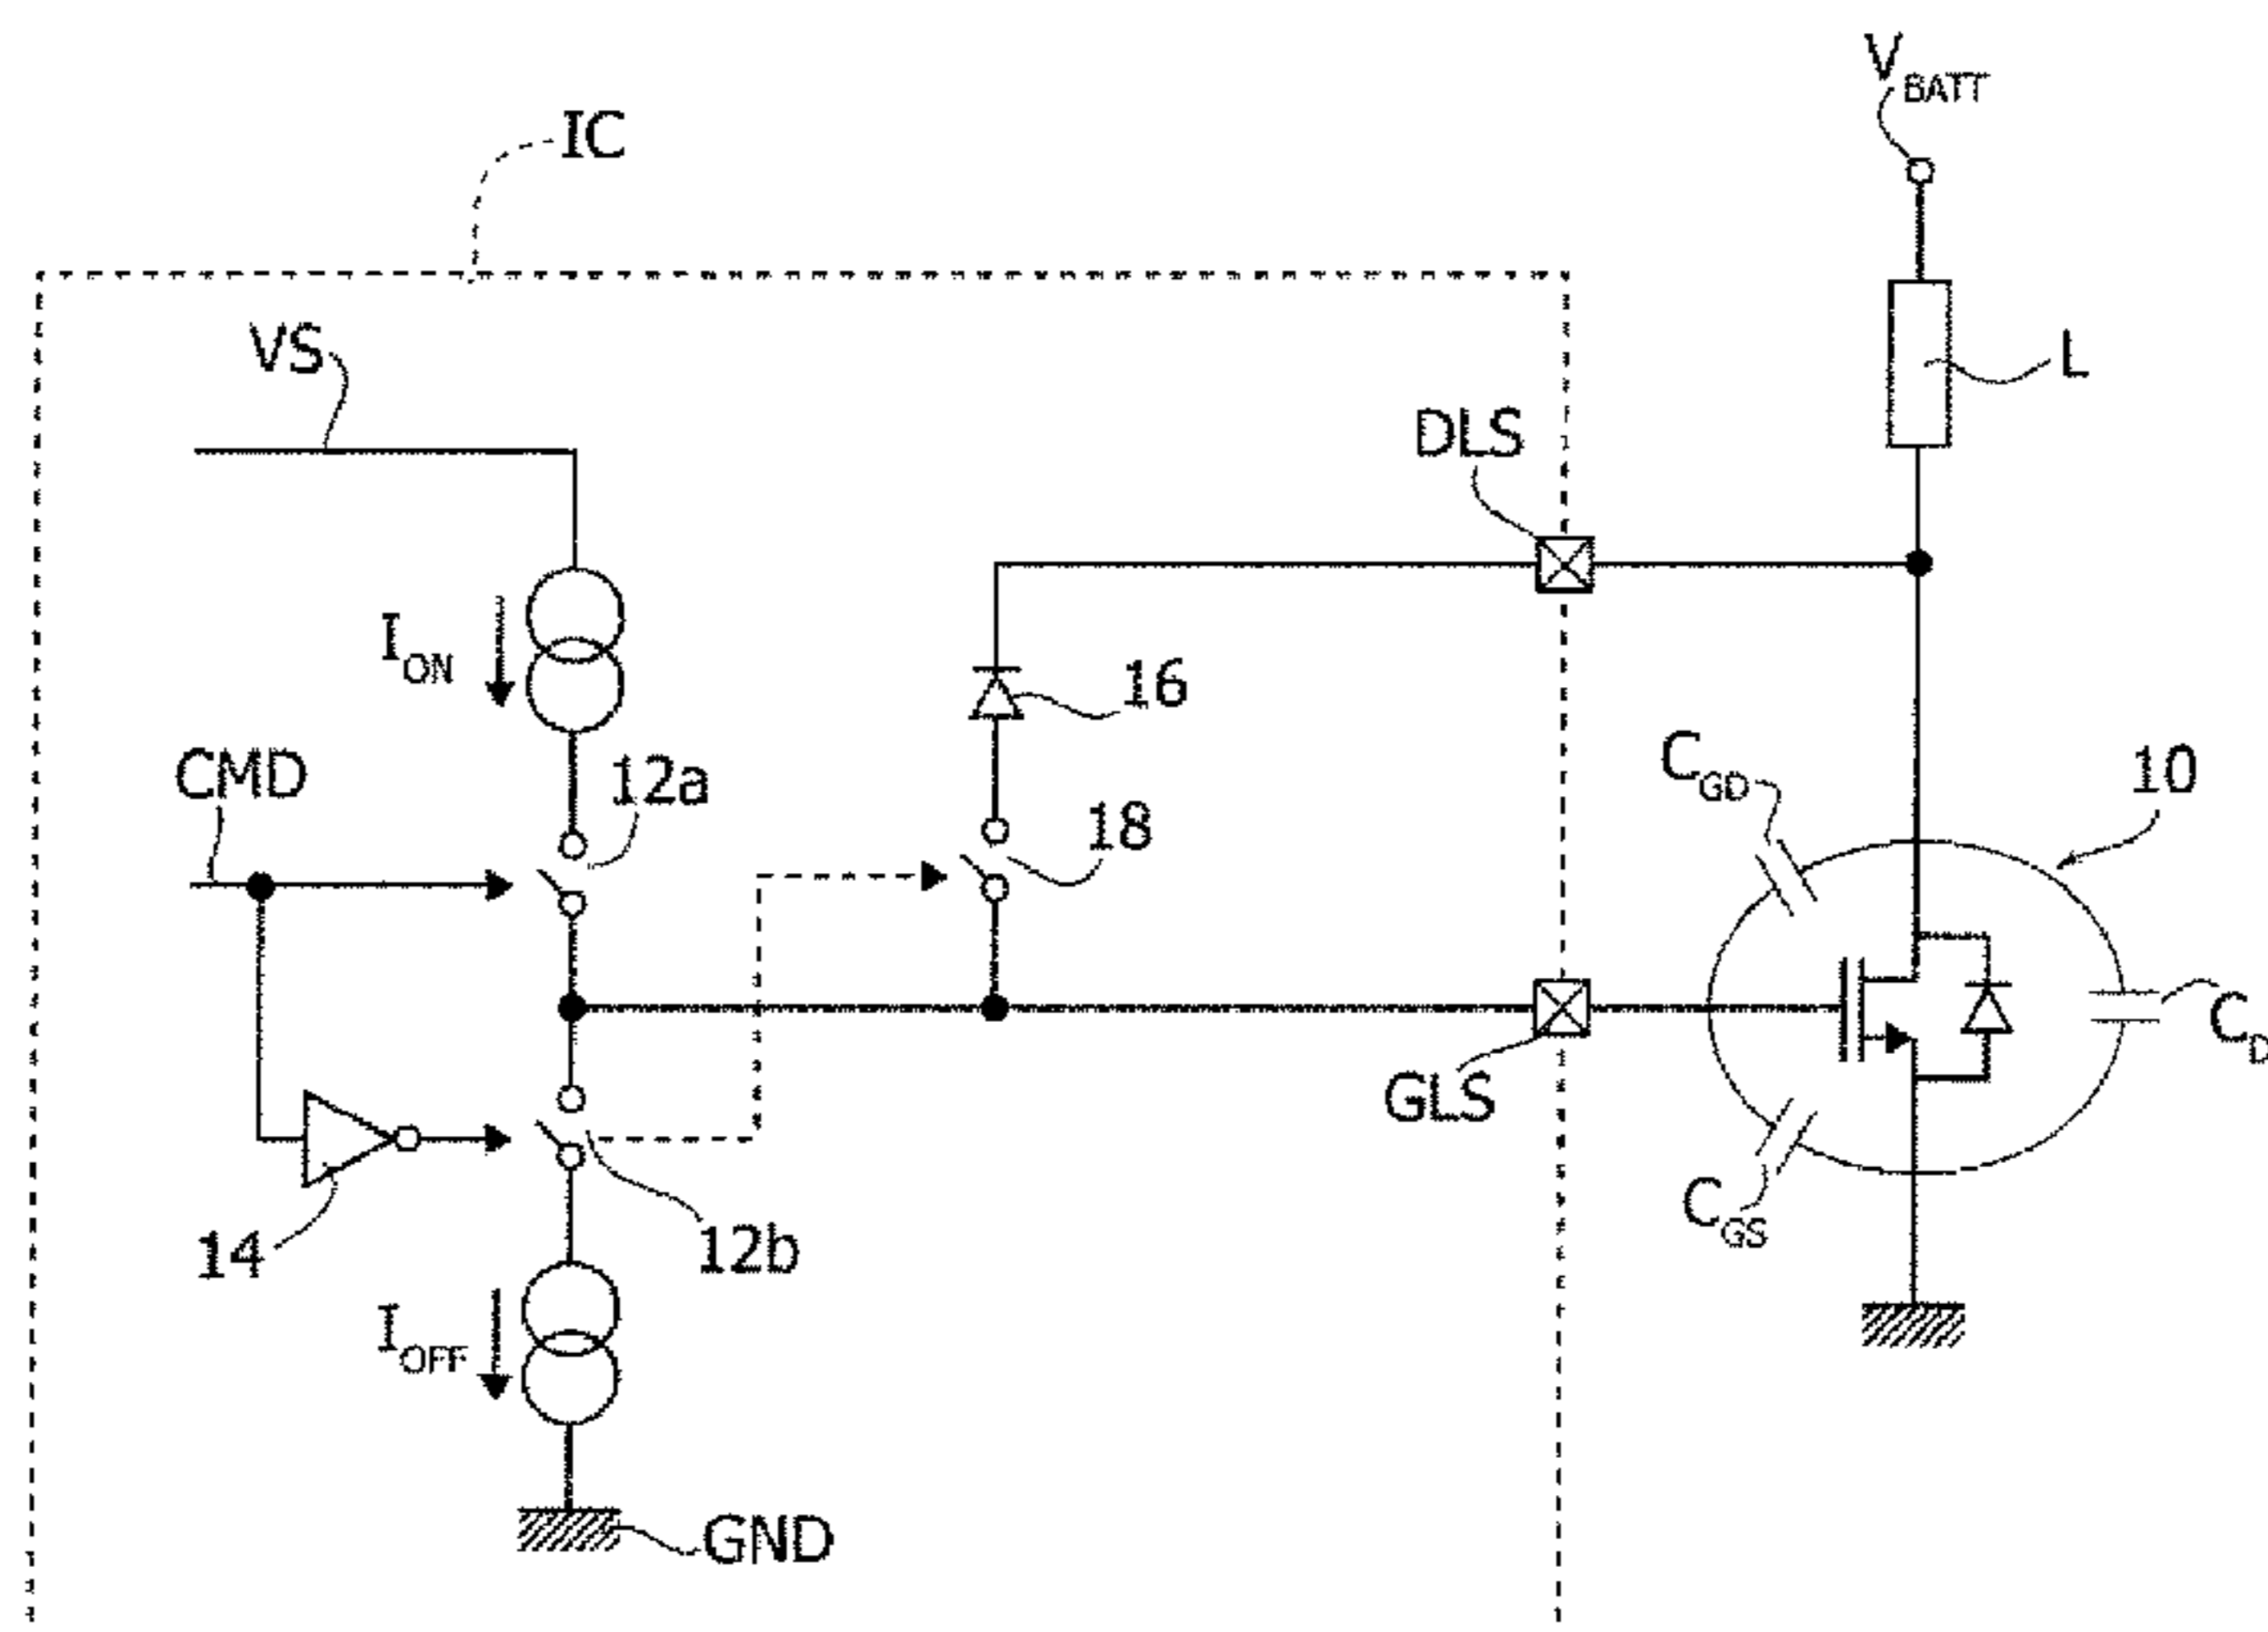 V_BATT
IC
VS
L
DLS
I_ON
16
C_GD
10
CMD
12a
18
C_D
GLS
C_GS
14
12b
I_OFF
GND